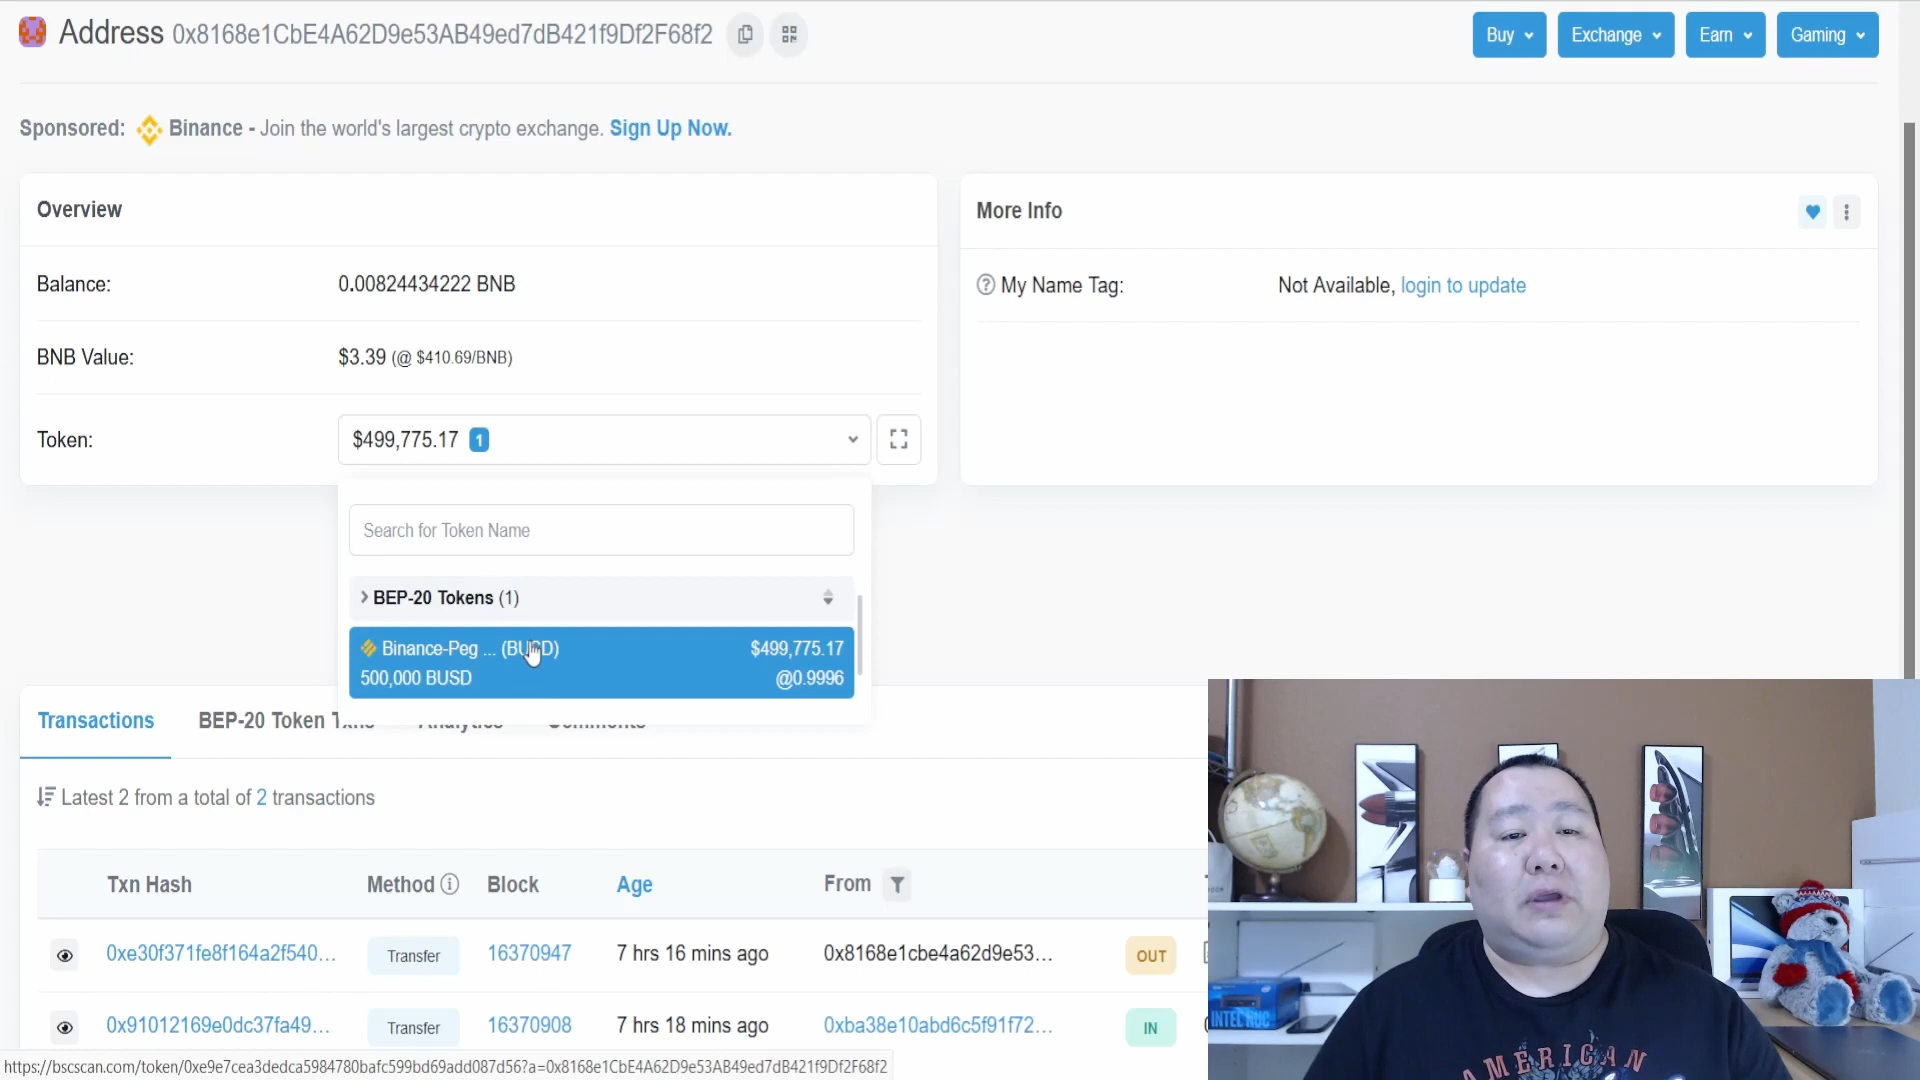 Address 0x8168e1CbE4A62D9e53AB49ed7dB421f9Df2F68f2
Buy
Exchange
Earn
Gaming
Sponsored: Binance - Join the world's largest crypto exchange. Sign Up Now.
Overview
More Info
Balance: 0.00824434222 BNB
My Name Tag: Not Available, login to update
BNB Value: $3.39 (@ $410.69/BNB)
Token: $499,775.17 1
Search for Token Name
BEP-20 Tokens (1)
Binance-Peg ... (BUSD) $499,775.17
500,000 BUSD @0.9996
Transactions BEP-20 Token Txns Analytics Comments
Latest 2 from a total of 2 transactions
Txn Hash Method Block Age From
0xe30f371fe8f164a2f540... Transfer 16370947 7 hrs 16 mins ago 0x8168e1cbe4a62d9e53... OUT
0x91012169e0dc37fa49... Transfer 16370908 7 hrs 18 mins ago 0xba38e10abd6c5f91f72... IN
https://bscscan.com/token/0xe9e7cea3dedca5984780bafc599bd69add087d56?a=0x8168e1CbE4A62D9e53AB49ed7dB421f9Df2F68f2
INTEL NUC
AMERICAN